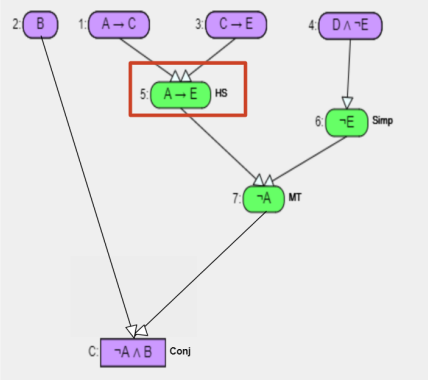 2: B 1: A → C 3: C → E 4: D ∧ ¬E
5: A → E HS
6: ¬E Simp
7: ¬A MT
C: ¬A ∧ B Conj